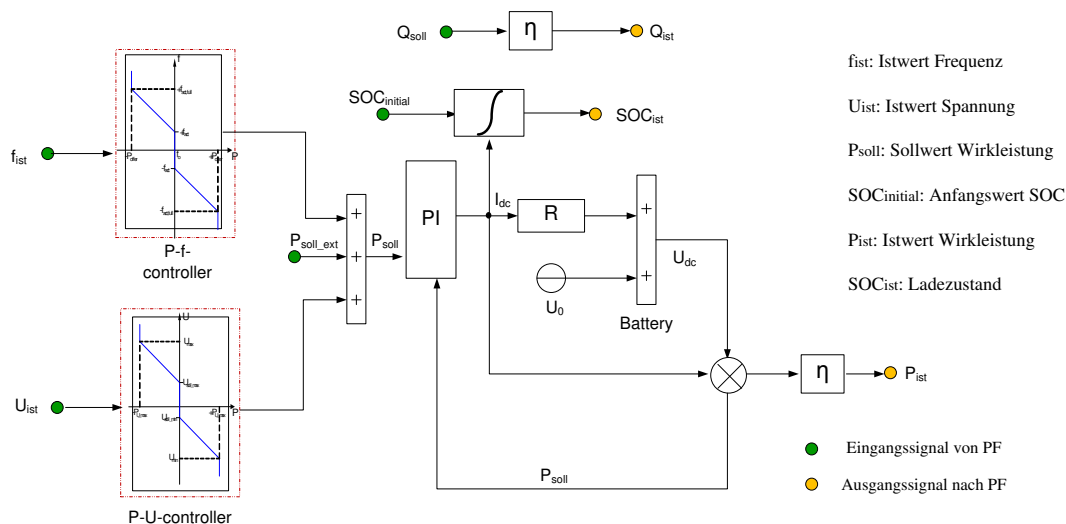 Q_soll
η
Q_ist
f_ist: Istwert Frequenz
U_ist: Istwert Spannung
P_soll: Sollwert Wirkleistung
SOC_initial: Anfangswert SOC
P_ist: Istwert Wirkleistung
SOC_ist: Ladezustand
SOC_initial
SOC_ist
f
P
f_ist
P-f-
controller
P_soll_ext
+
+
+
P_soll
PI
I_dc
R
U_0
+
+
Battery
U_dc
η
P_ist
U
P
U_ist
P-U-controller
P_soll
Eingangssignal von PF
Ausgangssignal nach PF